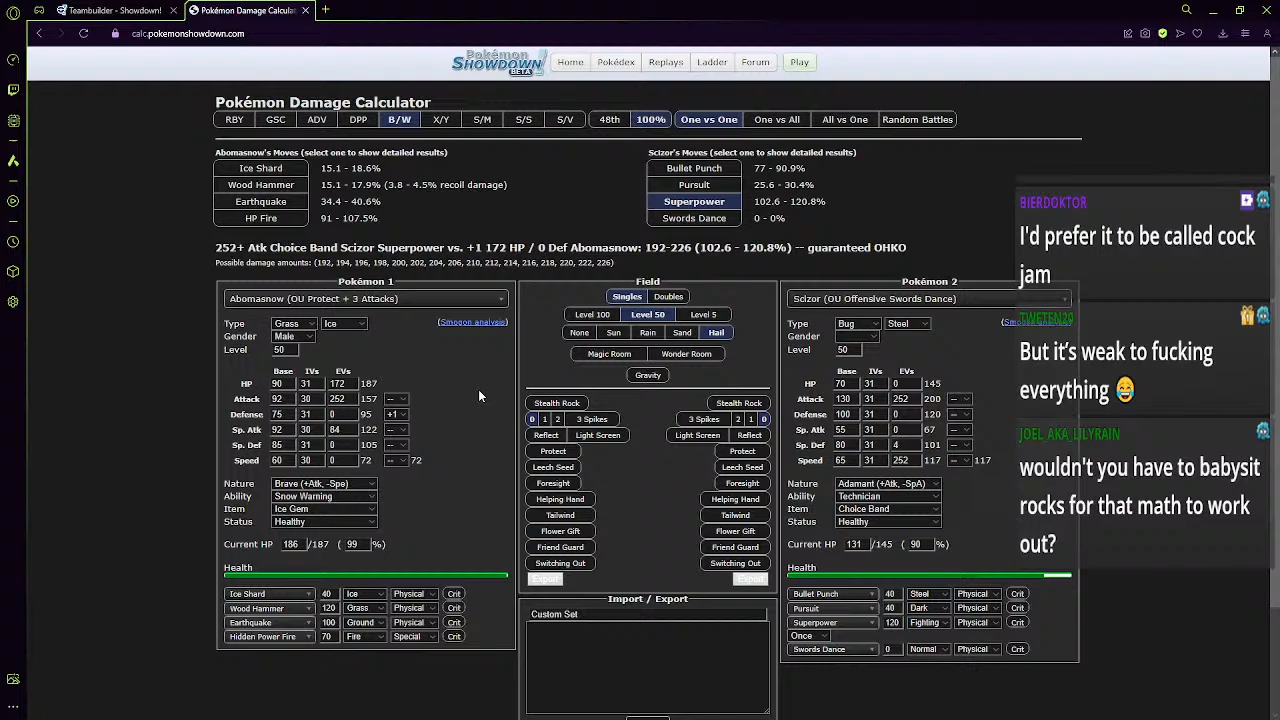 Teambuilder - Showdown!
Pokémon Damage Calculat
calc.pokemonshowdown.com
Pokémon
SHOWDOWN!
BETA
Home
Pokédex
Replays
Ladder
Forum
Play
Pokémon Damage Calculator
RBY GSC ADV DPP B/W X/Y S/M S/S S/V 48th 100% One vs One One vs All All vs One Random Battles
Abomasnow's Moves (select one to show detailed results)
Ice Shard 15.1 - 18.6%
Wood Hammer 15.1 - 17.9% (3.8 - 4.5% recoil damage)
Earthquake 34.4 - 40.6%
HP Fire 91 - 107.5%
Scizor's Moves (select one to show detailed results)
Bullet Punch 77 - 90.9%
Pursuit 25.6 - 30.4%
Superpower 102.6 - 120.8%
Swords Dance 0 - 0%
252+ Atk Choice Band Scizor Superpower vs. +1 172 HP / 0 Def Abomasnow: 192-226 (102.6 - 120.8%) -- guaranteed OHKO
Possible damage amounts: (192, 194, 196, 198, 200, 202, 204, 206, 210, 212, 214, 216, 218, 220, 222, 226)
Pokémon 1
Abomasnow (OU Protect + 3 Attacks)
Type Grass Ice (Smogon analysis)
Gender Male
Level 50
Base IVs EVs
HP 90 31 172 187
Attack 92 30 252 157 --
Defense 75 31 0 95 +1
Sp. Atk 92 30 84 122 --
Sp. Def 85 31 0 105 --
Speed 60 30 0 72 -- 72
Nature Brave (+Atk, -Spe)
Ability Snow Warning
Item Ice Gem
Status Healthy
Current HP 186 /187 ( 99 %)
Health
Ice Shard 40 Ice Physical Crit
Wood Hammer 120 Grass Physical Crit
Earthquake 100 Ground Physical Crit
Hidden Power Fire 70 Fire Special Crit
Field
Singles Doubles
Level 100 Level 50 Level 5
None Sun Rain Sand Hail
Magic Room Wonder Room
Gravity
Stealth Rock Stealth Rock
0 1 2 3 Spikes 3 Spikes 2 1 0
Reflect Light Screen Light Screen Reflect
Protect Protect
Leech Seed Leech Seed
Foresight Foresight
Helping Hand Helping Hand
Tailwind Tailwind
Flower Gift Flower Gift
Friend Guard Friend Guard
Switching Out Switching Out
Export Export
Import / Export
Custom Set
Pokémon 2
Scizor (OU Offensive Swords Dance)
Type Bug Steel
Gender
Level 50
Base IVs EVs
HP 70 31 0 145
Attack 130 31 252 200 --
Defense 100 31 0 120 --
Sp. Atk 55 31 0 67 --
Sp. Def 80 31 4 101 --
Speed 65 31 252 117 -- 117
Nature Adamant (+Atk, -SpA)
Ability Technician
Item Choice Band
Status Healthy
Current HP 131 /145 ( 90 %)
Health
Bullet Punch 40 Steel Physical Crit
Pursuit 40 Dark Physical Crit
Superpower 120 Fighting Physical Crit
Once
Swords Dance 0 Normal Physical Crit
BIERDOKTOR
I'd prefer it to be called cock
jam
TWETEN29
But it's weak to fucking
everything 😂
JOEL_AKA_LILYRAIN
wouldn't you have to babysit
rocks for that math to work
out?